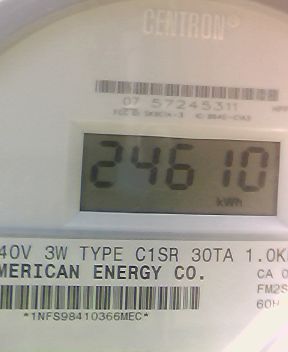 CENTRON®
07 57245311
24610
kWh
40V 3W TYPE C1SR 30TA 1.0K
MERICAN ENERGY CO.
CA 0
FM2S
60H
*1NFS98410366MEC*